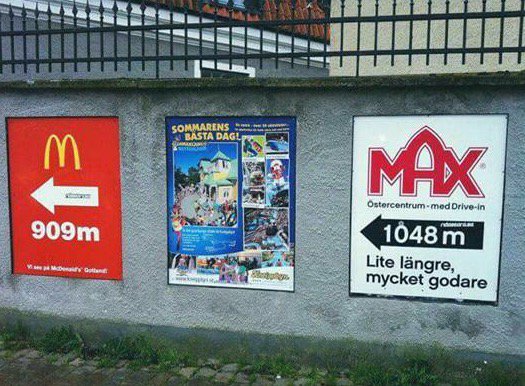 909m
Vi ses på McDonald's® Gotland!
SOMMARENS
BÄSTA DAG!
Kneippbyn
MAX
Östercentrum - med Drive-in
1048 m
Lite längre,
mycket godare